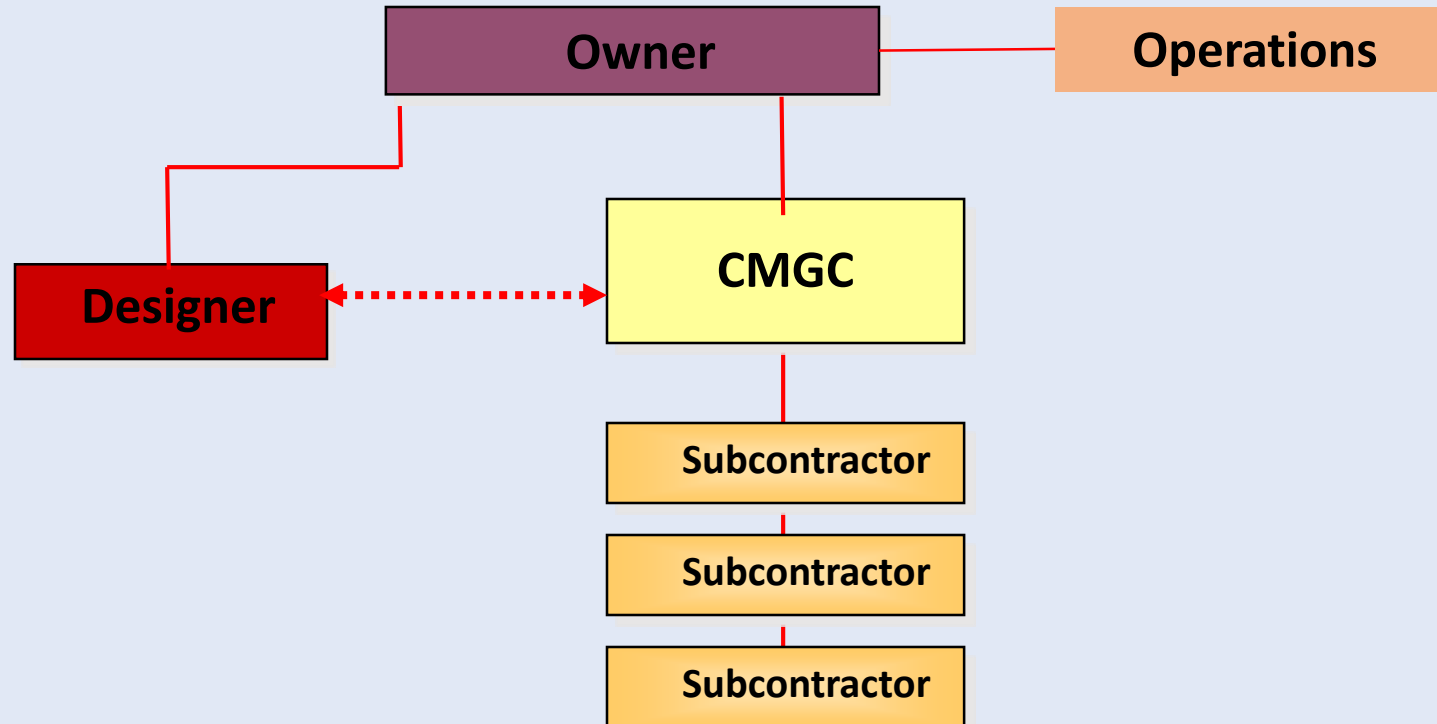 Owner
Operations
CMGC
Designer
Subcontractor
Subcontractor
Subcontractor